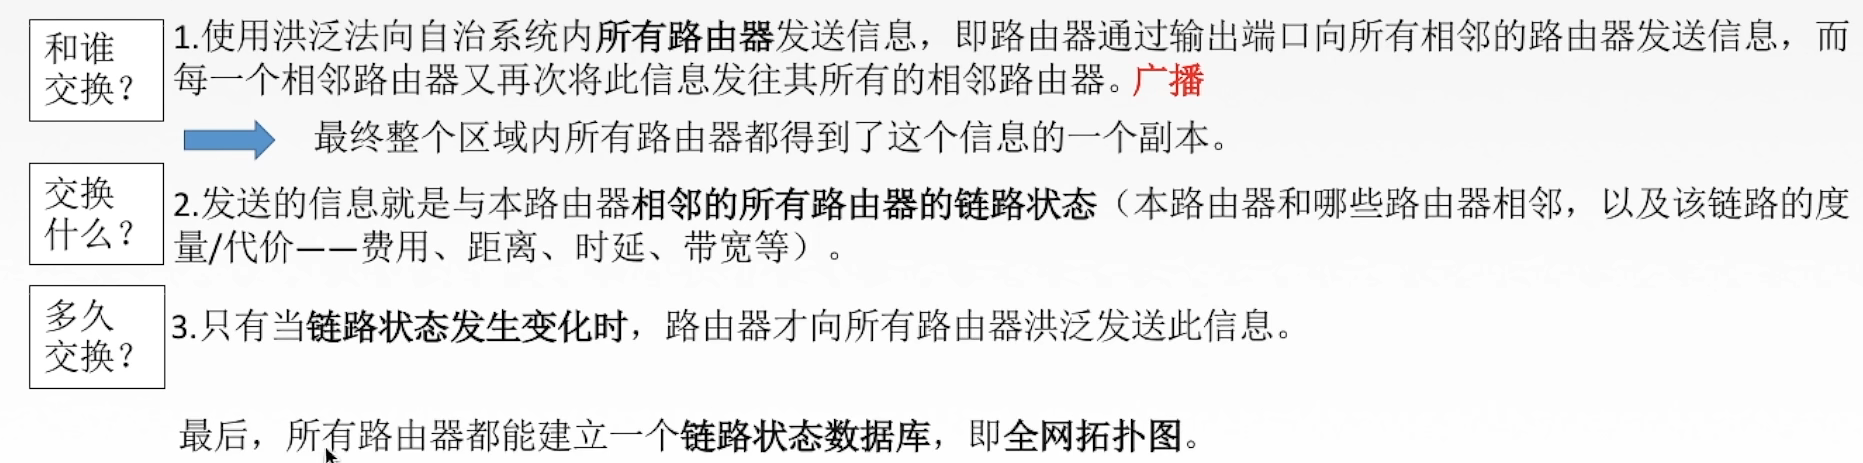 和谁
交换？
1.使用洪泛法向自治系统内所有路由器发送信息，即路由器通过输出端口向所有相邻的路由器发送信息，而
每一个相邻路由器又再次将此信息发往其所有的相邻路由器。广播
最终整个区域内所有路由器都得到了这个信息的一个副本。
交换
什么？
2.发送的信息就是与本路由器相邻的所有路由器的链路状态（本路由器和哪些路由器相邻，以及该链路的度
量/代价——费用、距离、时延、带宽等）。
多久
交换？
3.只有当链路状态发生变化时，路由器才向所有路由器洪泛发送此信息。
最后，所有路由器都能建立一个链路状态数据库，即全网拓扑图。